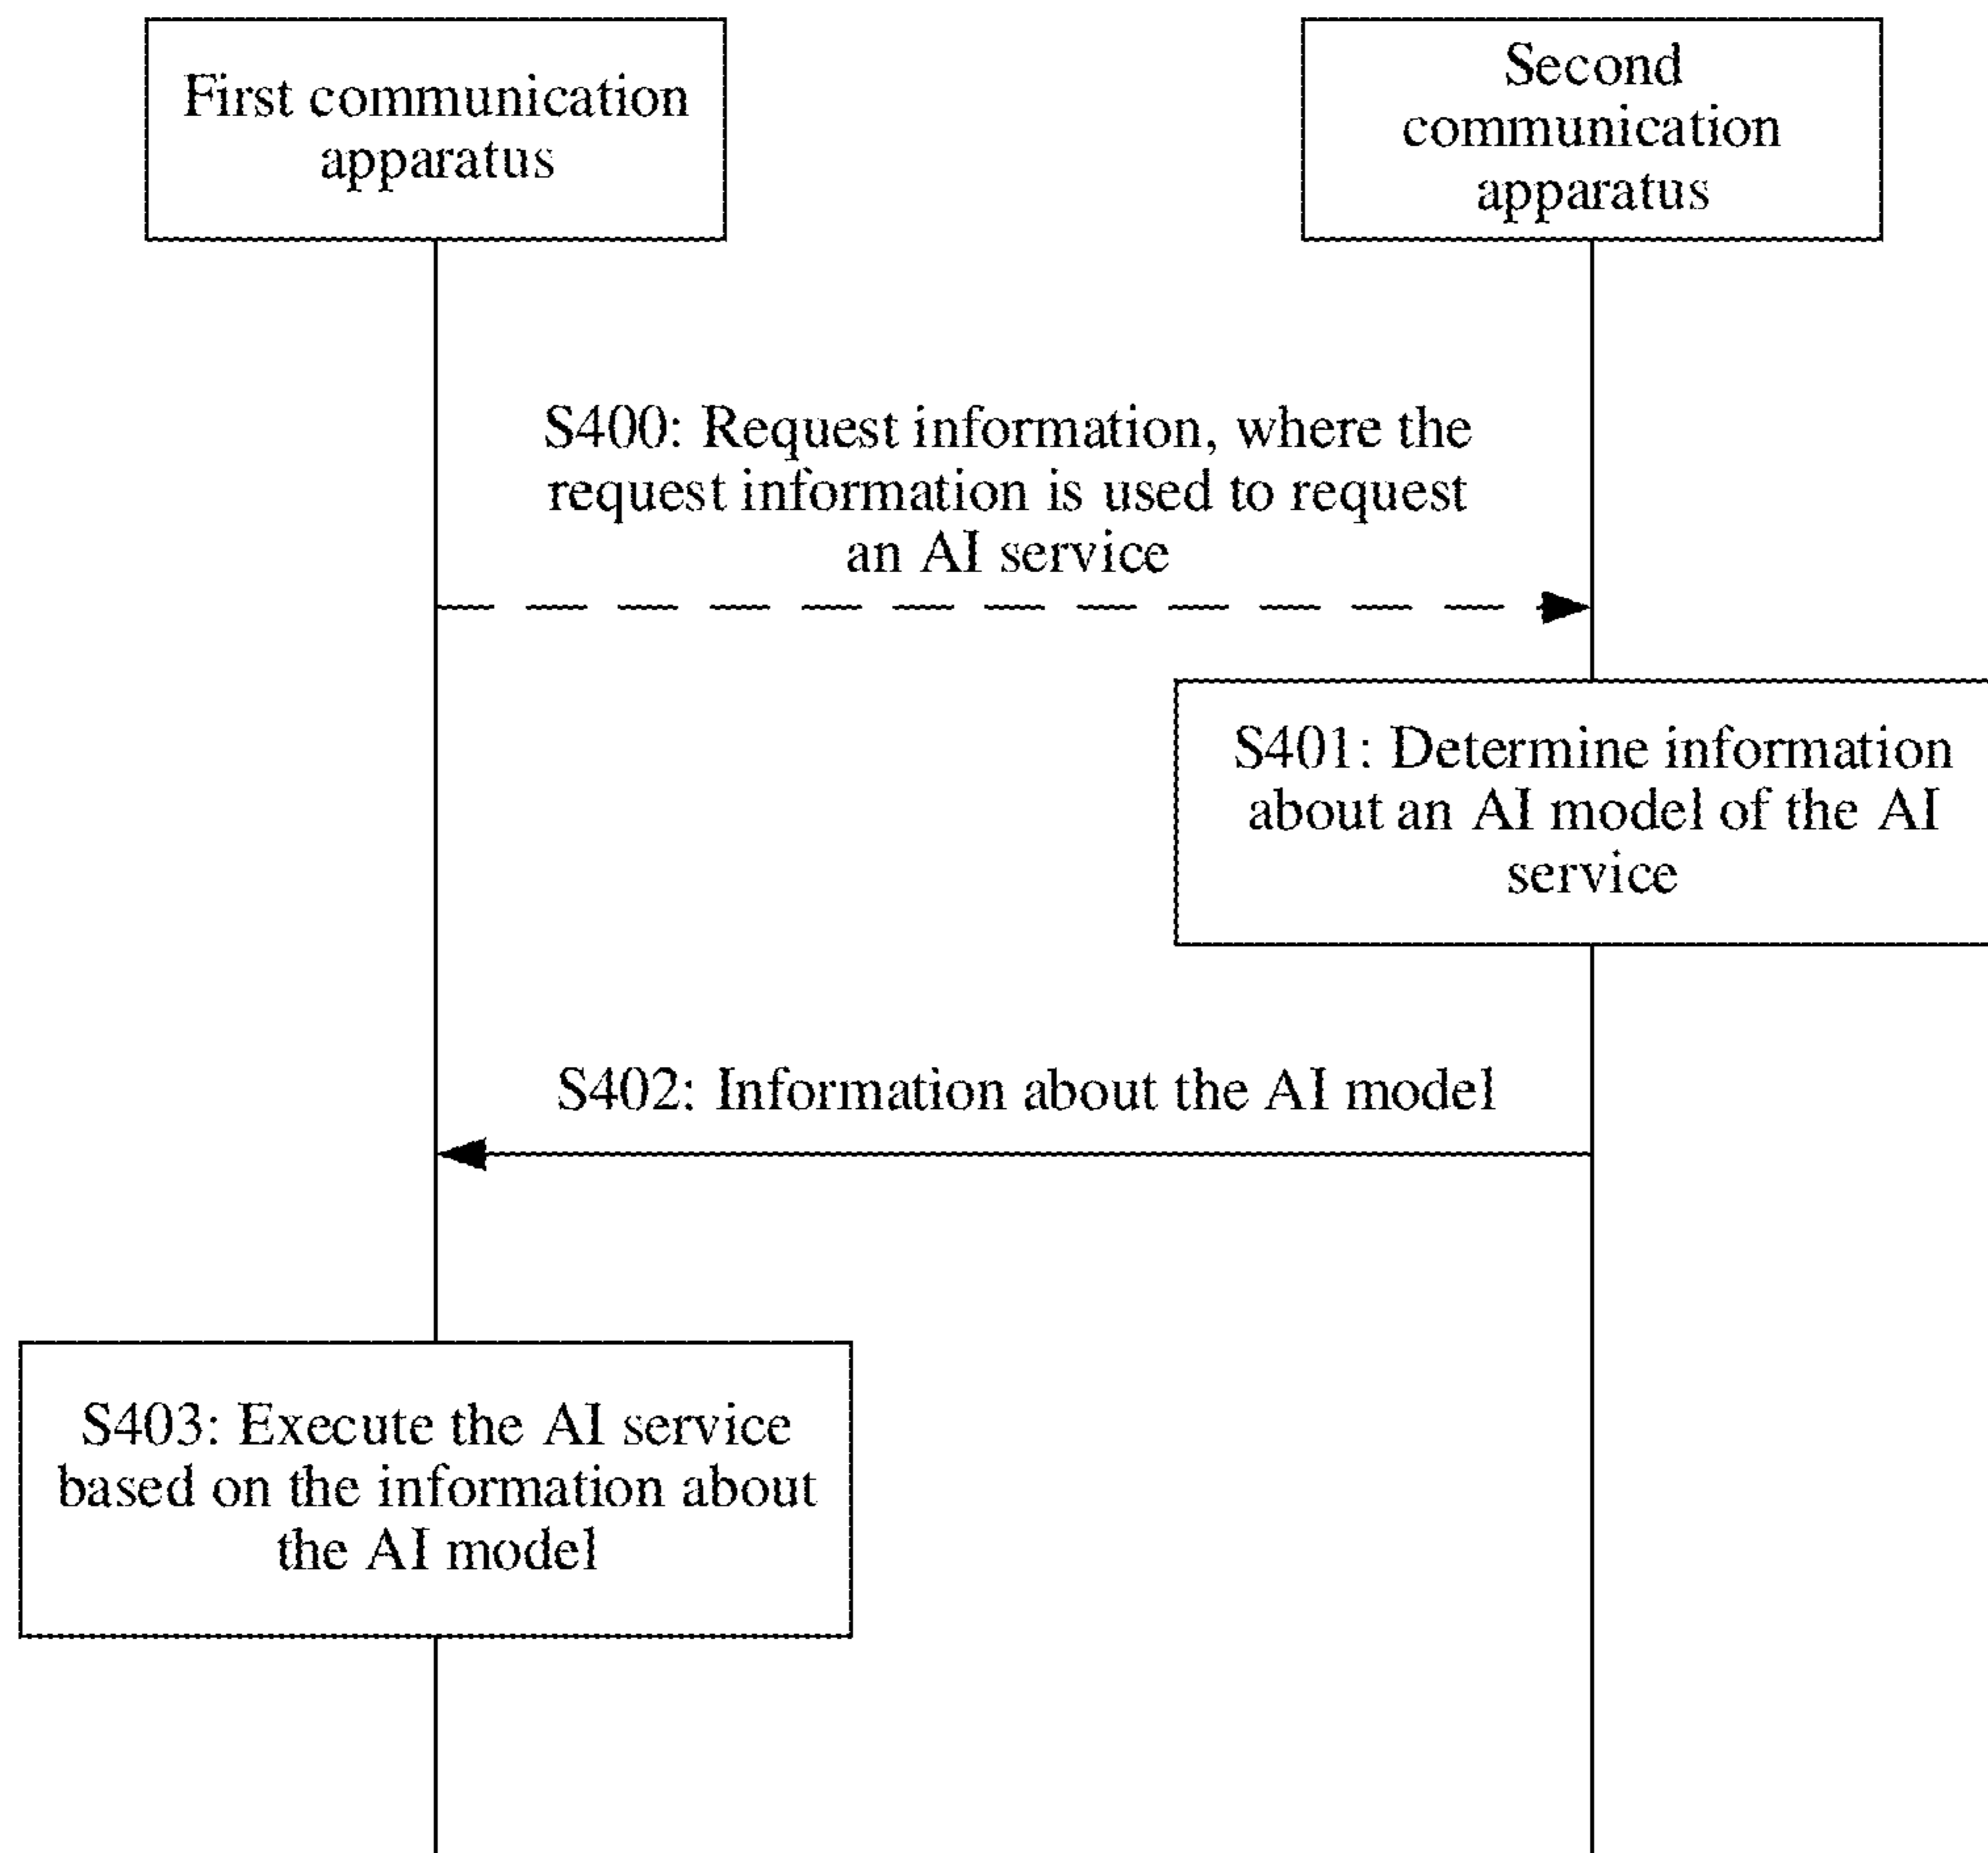 First communication
apparatus
Second
communication
apparatus
S400: Request information, where the
request information is used to request
an AI service
S401: Determine information
about an AI model of the AI
service
S402: Information about the AI model
S403: Execute the AI service
based on the information about
the AI model